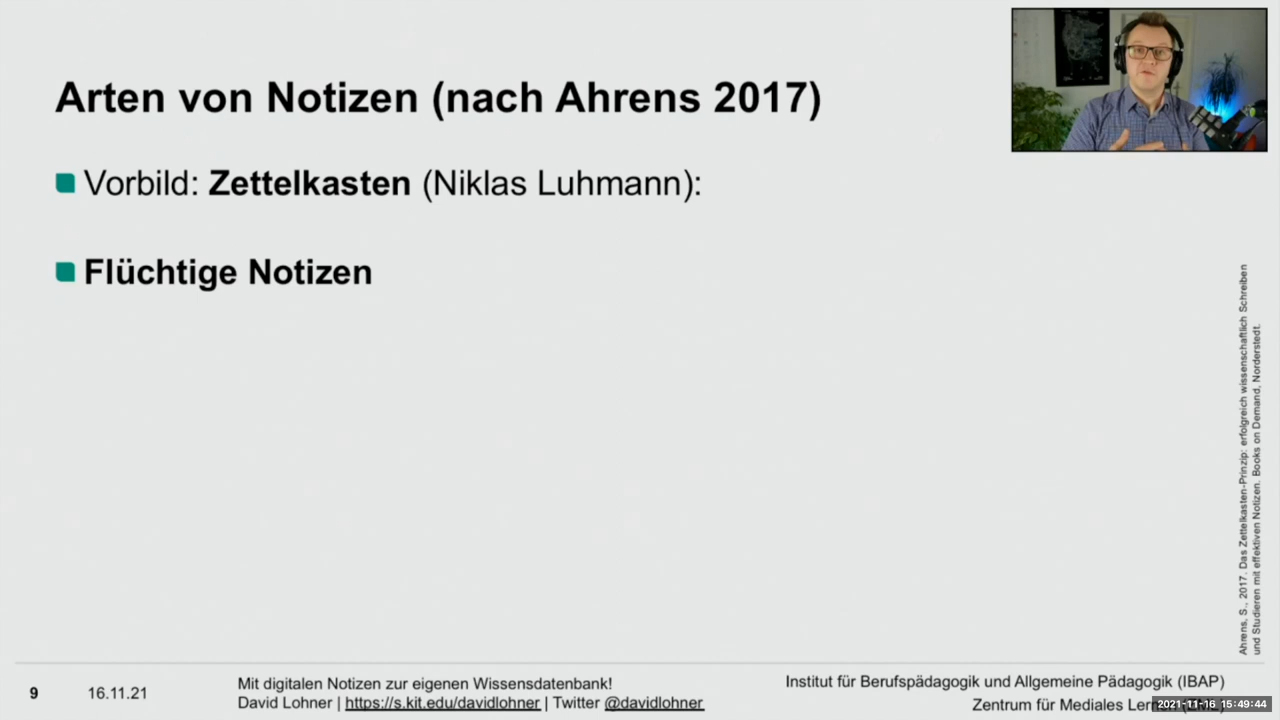 Arten von Notizen (nach Ahrens 2017)
Vorbild: Zettelkasten (Niklas Luhmann):
Flüchtige Notizen
Ahrens, S., 2017. Das Zettelkasten-Prinzip: erfolgreich wissenschaftlich Schreiben
und Studieren mit effektiven Notizen. Books on Demand, Norderstedt.
9
16.11.21
Mit digitalen Notizen zur eigenen Wissensdatenbank!
David Lohner | https://s.kit.edu/davidlohner | Twitter @davidlohner
Institut für Berufspädagogik und Allgemeine Pädagogik (IBAP)
Zentrum für Mediales
2021-11-16 15:49:44